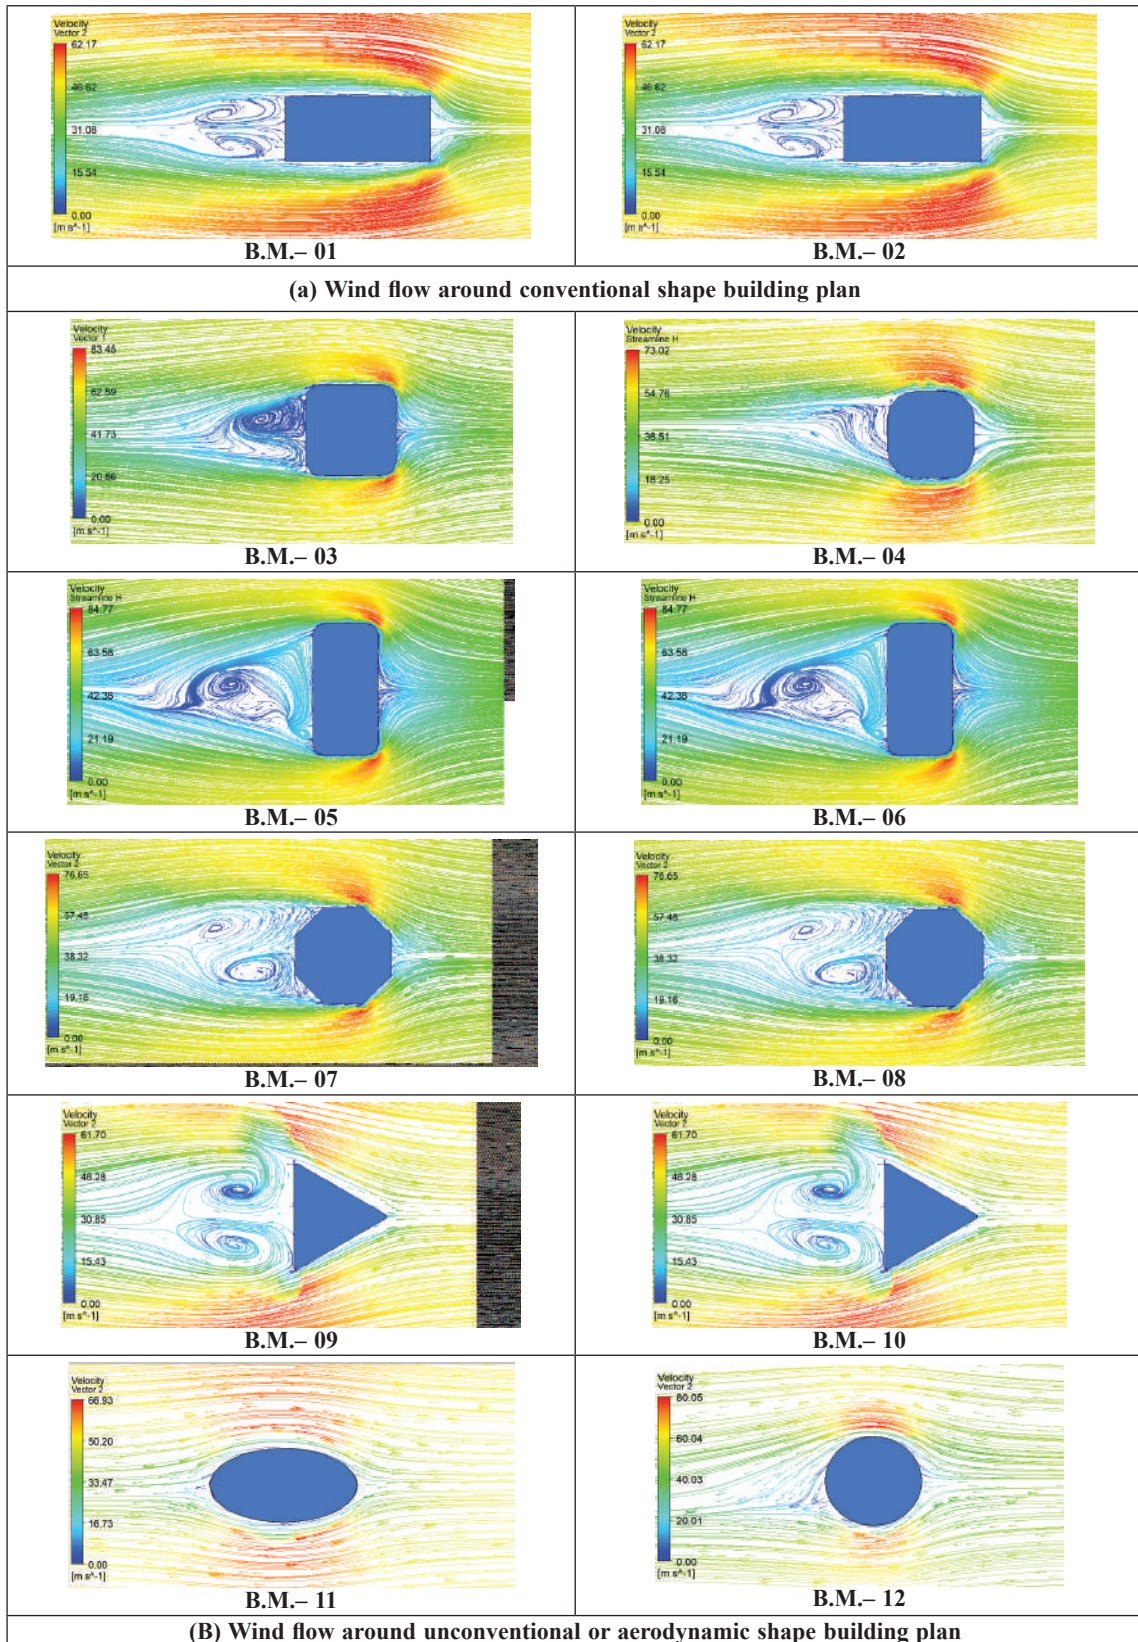 Velocity
Vector 2
62.17
46.62
31.08
15.54
0.00
[m s^-1]
B.M.– 01
Velocity
Vector 2
62.17
46.62
31.08
15.54
0.00
[m s^-1]
B.M.– 02
(a) Wind flow around conventional shape building plan
Velocity
Vector 1
83.45
62.59
41.73
20.86
0.00
[m s^-1]
B.M.– 03
Velocity
Streamline H
73.02
54.76
36.51
18.25
0.00
[m s^-1]
B.M.– 04
Velocity
Streamline H
84.77
63.58
42.38
21.19
0.00
[m s^-1]
B.M.– 05
Velocity
Streamline H
84.77
63.58
42.38
21.19
0.00
[m s^-1]
B.M.– 06
Velocity
Vector 2
76.65
57.48
38.32
19.16
0.00
[m s^-1]
B.M.– 07
Velocity
Vector 2
76.65
57.48
38.32
19.16
0.00
[m s^-1]
B.M.– 08
Velocity
Vector 2
61.70
46.28
30.85
15.43
0.00
[m s^-1]
B.M.– 09
Velocity
Vector 2
61.70
46.28
30.85
15.43
0.00
[m s^-1]
B.M.– 10
Velocity
Vector 2
66.93
50.20
33.47
16.73
0.00
[m s^-1]
B.M.– 11
Velocity
Vector 2
80.05
60.04
40.03
20.01
0.00
[m s^-1]
B.M.– 12
(B) Wind flow around unconventional or aerodynamic shape building plan